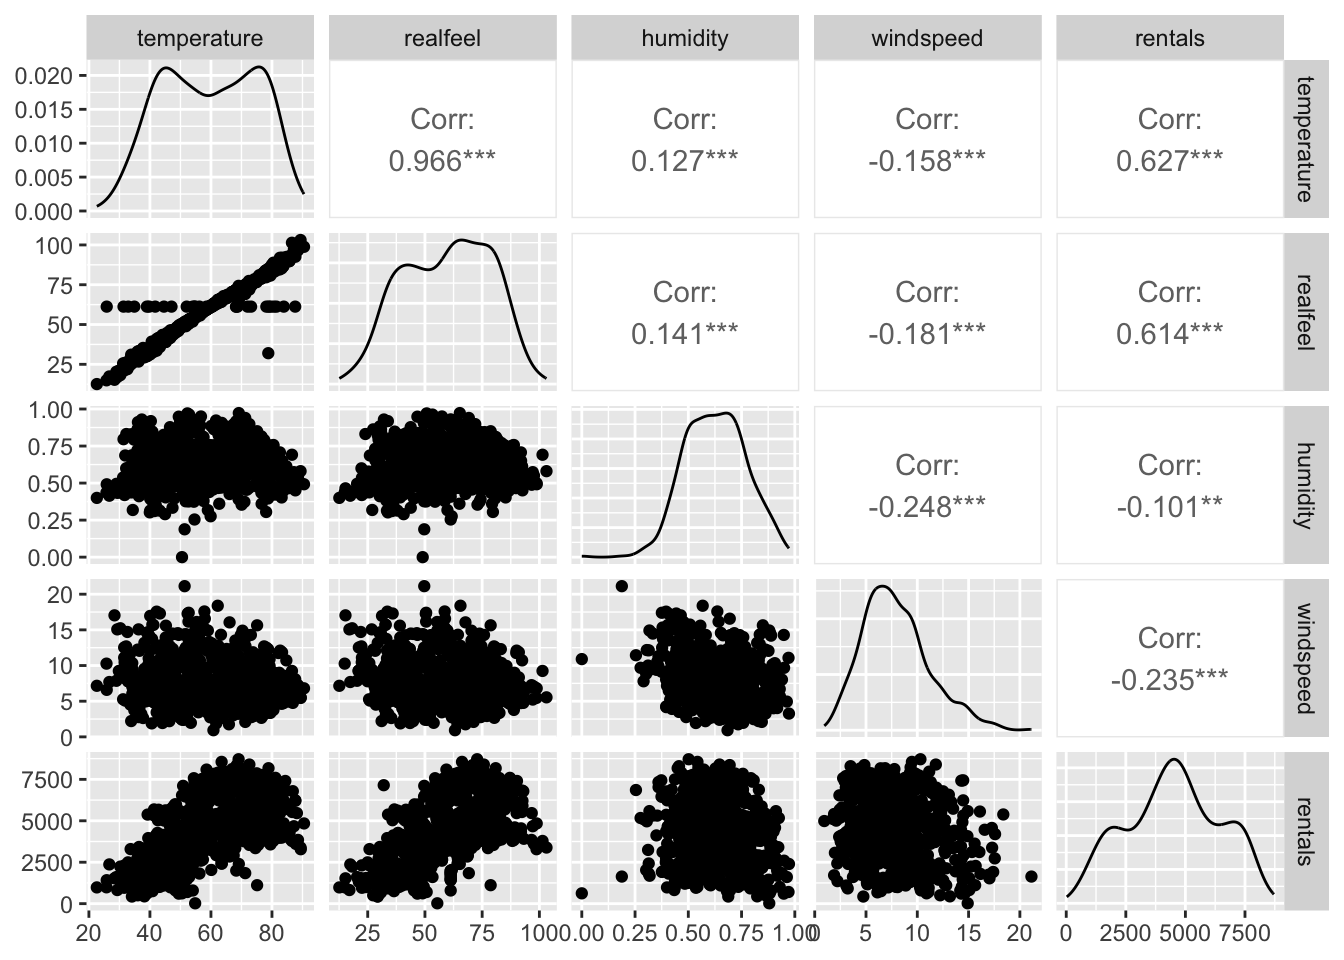 temperature realfeel humidity windspeed rentals
0.020
0.015
0.010
0.005
0.000
Corr:
0.966***
Corr:
0.127***
Corr:
-0.158***
Corr:
0.627***
temperature
100
75
50
25
Corr:
0.141***
Corr:
-0.181***
Corr:
0.614***
realfeel
1.00
0.75
0.50
0.25
0.00
Corr:
-0.248***
Corr:
-0.101**
humidity
20
15
10
5
0
Corr:
-0.235***
windspeed
7500
5000
2500
0
rentals
20 40 60 80 25 50 75 100 0.00 0.25 0.50 0.75 1.00 0 5 10 15 20 0 2500 5000 7500